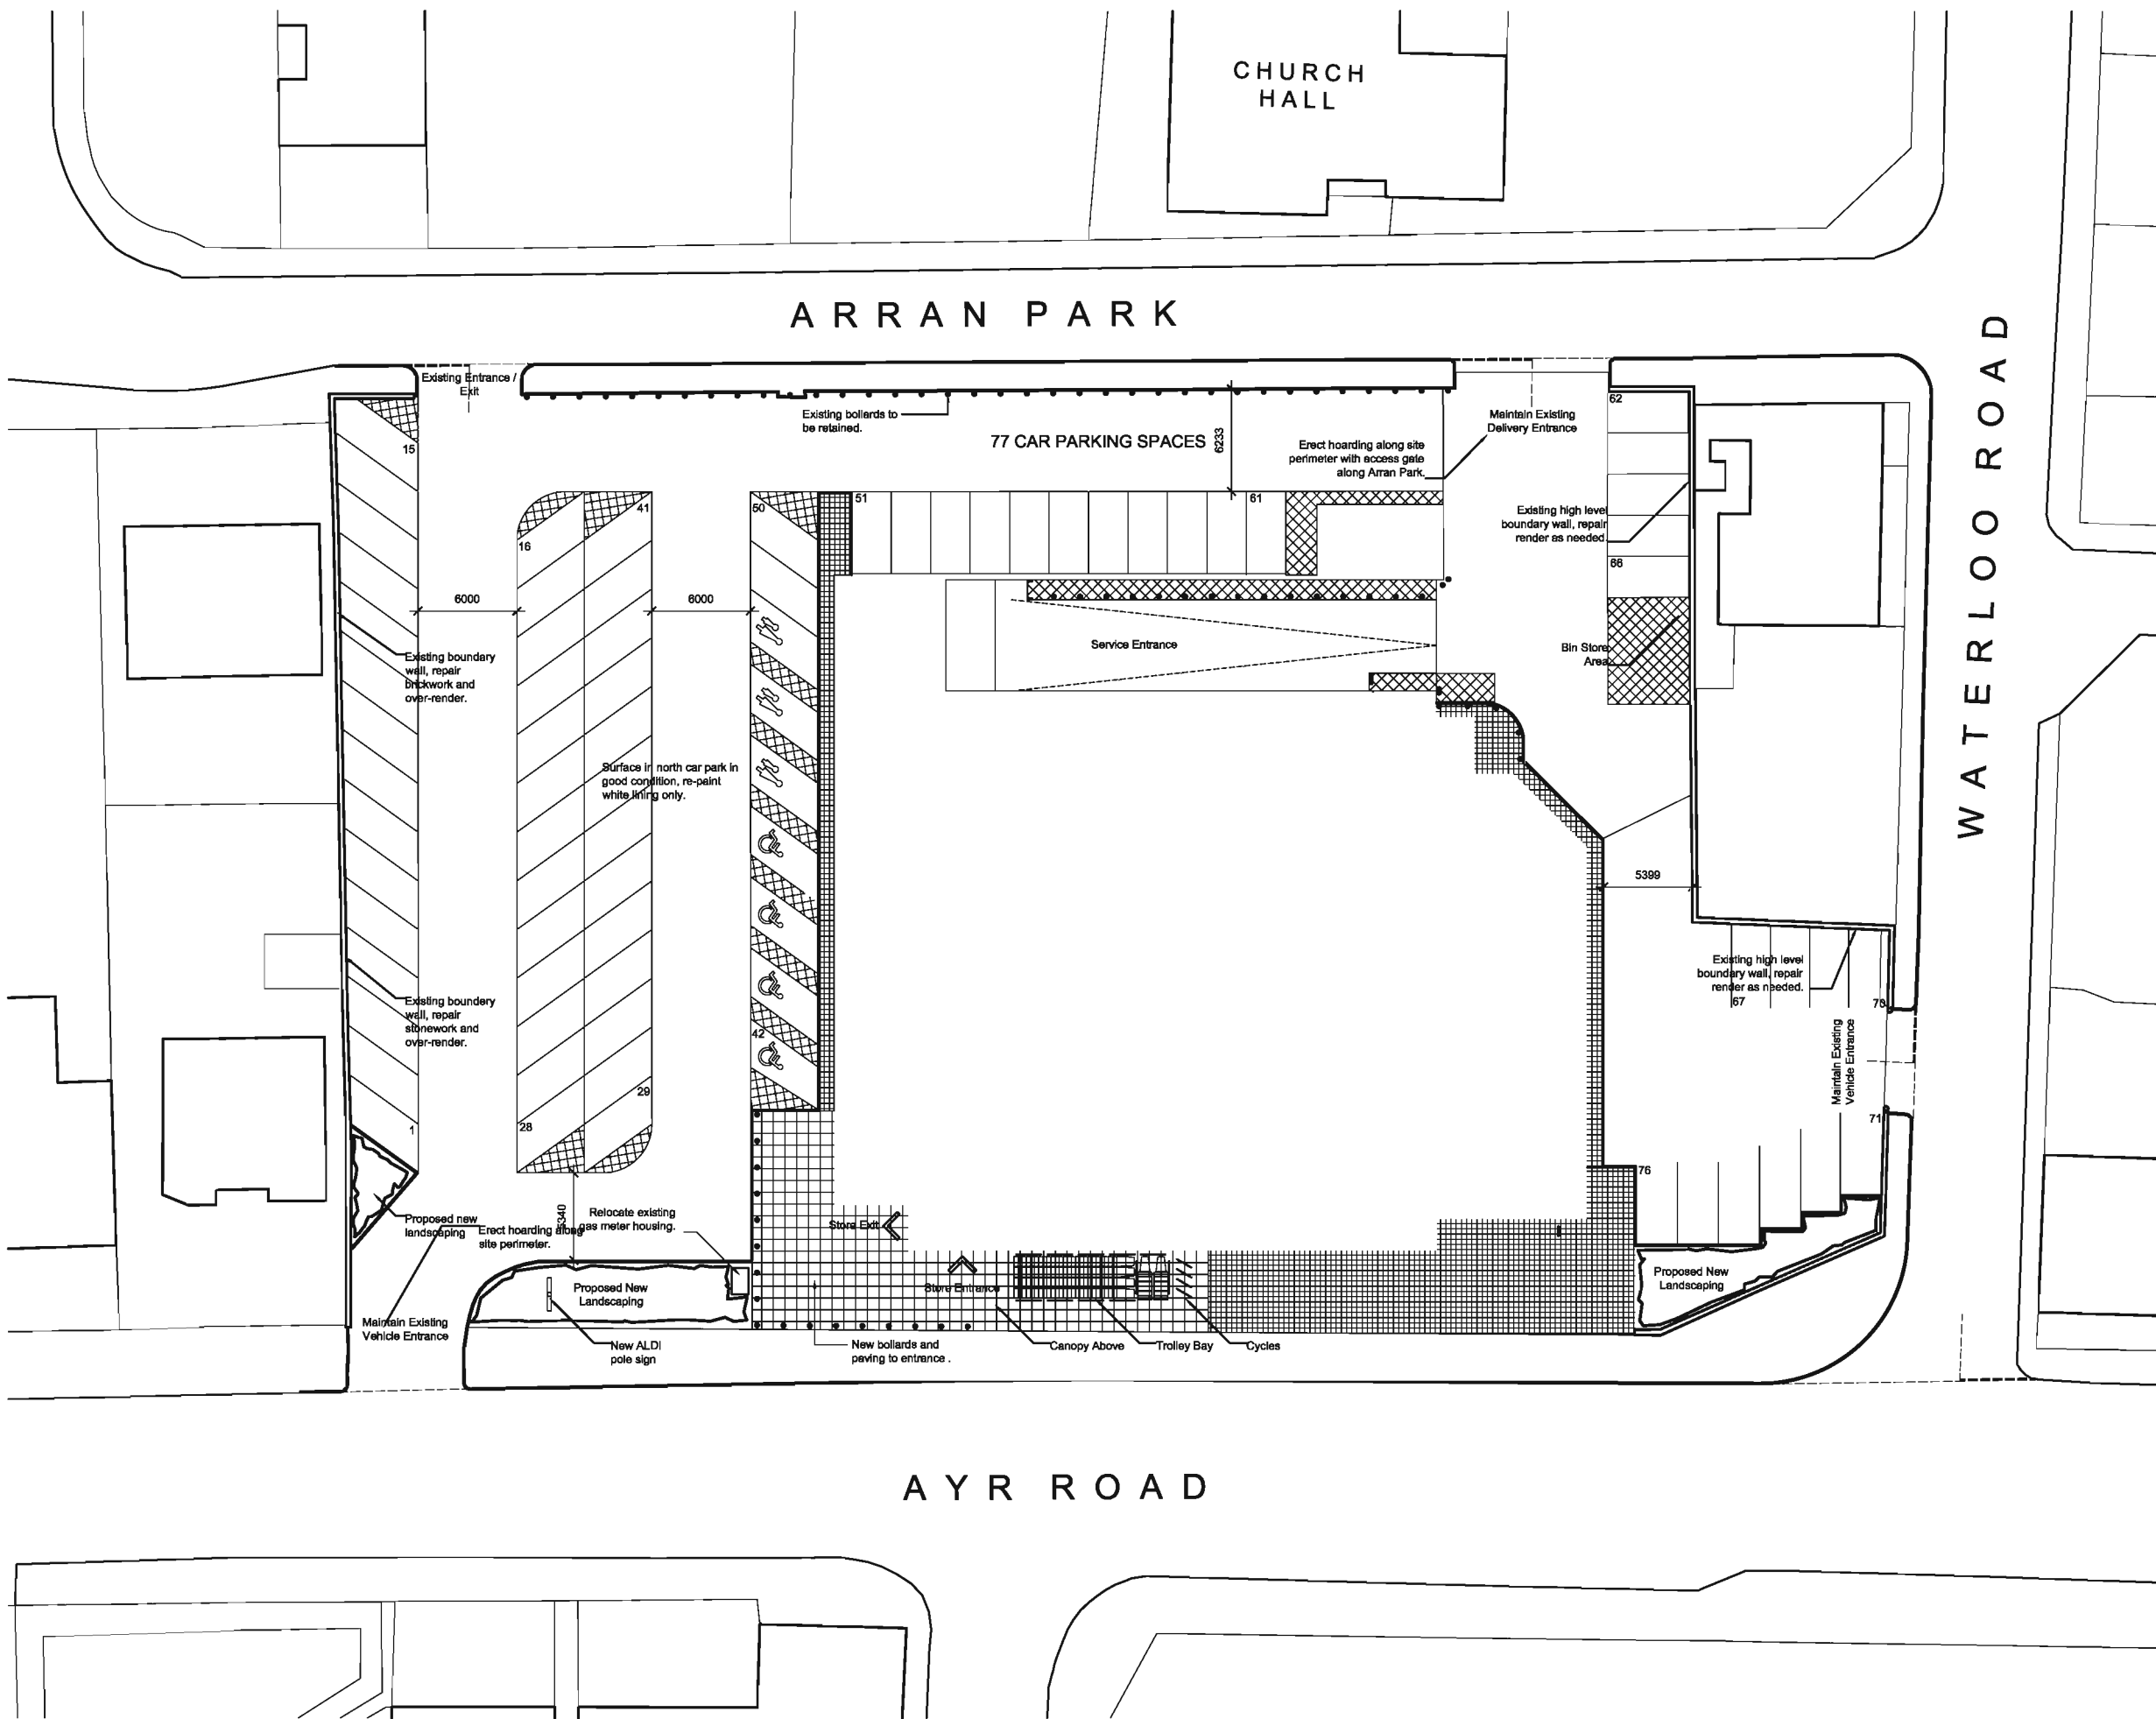 CHURCH
HALL
ARRAN PARK
WATERLOO ROAD
Existing Entrance /
Exit
15
Existing bollards to
be retained.
77 CAR PARKING SPACES
6233
Erect hoarding along site
perimeter with access gate
along Arran Park.
Maintain Existing
Delivery Entrance
62
16
41
50
51
61
Existing high level
boundary wall, repair
render as needed.
66
6000
6000
Service Entrance
Bin Store
Area
Existing boundary
wall, repair
brickwork and
over-render.
Surface in north car park in
good condition, re-paint
white lining only.
5399
Existing high level
boundary wall, repair
render as needed.
67
70
Existing boundery
wall, repair
stonework and
over-render.
42
29
28
1
Maintain Existing
Vehicle Entrance
71
76
Proposed new
landscaping
Erect hoarding along
site perimeter.
5340
Relocate existing
gas meter housing.
Store Exit
Store Entrance
Proposed New
Landscaping
Proposed New
Landscaping
Maintain Existing
Vehicle Entrance
New ALDI
pole sign
New bollards and
paving to entrance .
Canopy Above
Trolley Bay
Cycles
AYR ROAD